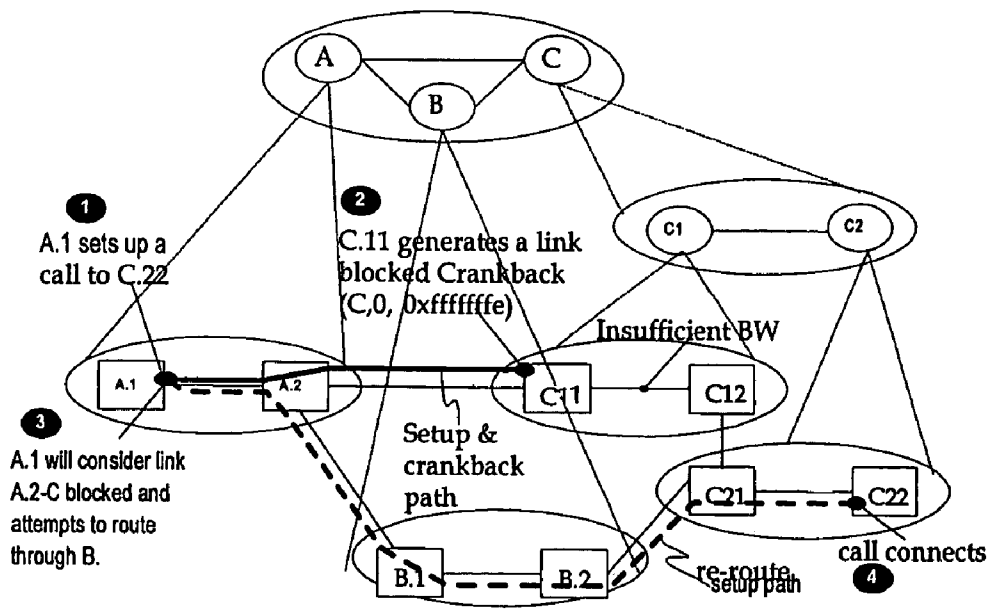 A
C
B
1
A.1 sets up a
call to C.22
2
C.11 generates a link
blocked Crankback
(C,0, 0xfffffffe)
C1
C2
Insufficient BW
A.1
A.2
C11
C12
3
A.1 will consider link
A.2-C blocked and
attempts to route
through B.
Setup &
crankback
path
C21
C22
B.1
B.2
re-route
setup path
call connects
4